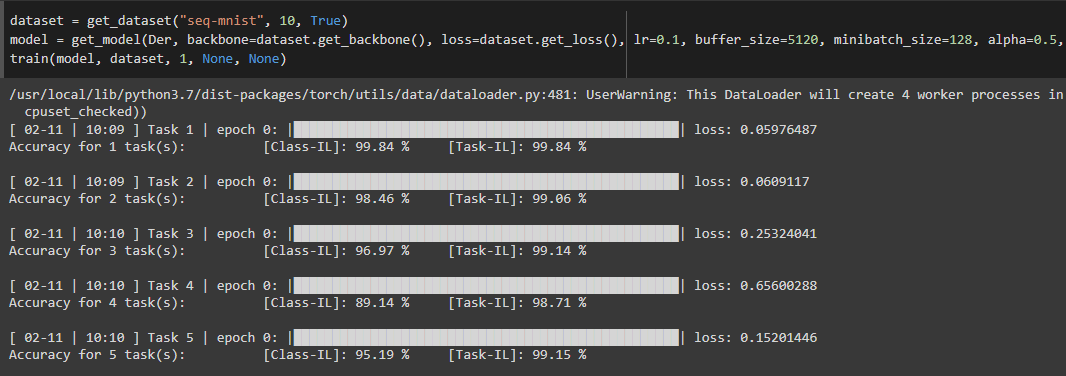 dataset = get_dataset("seq-mnist", 10, True)
model = get_model(Der, backbone=dataset.get_backbone(), loss=dataset.get_loss(), lr=0.1, buffer_size=5120, minibatch_size=128, alpha=0.5,
train(model, dataset, 1, None, None)
/usr/local/lib/python3.7/dist-packages/torch/utils/data/dataloader.py:481: UserWarning: This DataLoader will create 4 worker processes in
cpuset_checked))
[ 02-11 | 10:09 ] Task 1 | epoch 0: |██████████████████████████████████████████████████| loss: 0.05976487
Accuracy for 1 task(s): [Class-IL]: 99.84 % [Task-IL]: 99.84 %
[ 02-11 | 10:09 ] Task 2 | epoch 0: |██████████████████████████████████████████████████| loss: 0.0609117
Accuracy for 2 task(s): [Class-IL]: 98.46 % [Task-IL]: 99.06 %
[ 02-11 | 10:10 ] Task 3 | epoch 0: |██████████████████████████████████████████████████| loss: 0.25324041
Accuracy for 3 task(s): [Class-IL]: 96.97 % [Task-IL]: 99.14 %
[ 02-11 | 10:10 ] Task 4 | epoch 0: |██████████████████████████████████████████████████| loss: 0.65600288
Accuracy for 4 task(s): [Class-IL]: 89.14 % [Task-IL]: 98.71 %
[ 02-11 | 10:10 ] Task 5 | epoch 0: |██████████████████████████████████████████████████| loss: 0.15201446
Accuracy for 5 task(s): [Class-IL]: 95.19 % [Task-IL]: 99.15 %